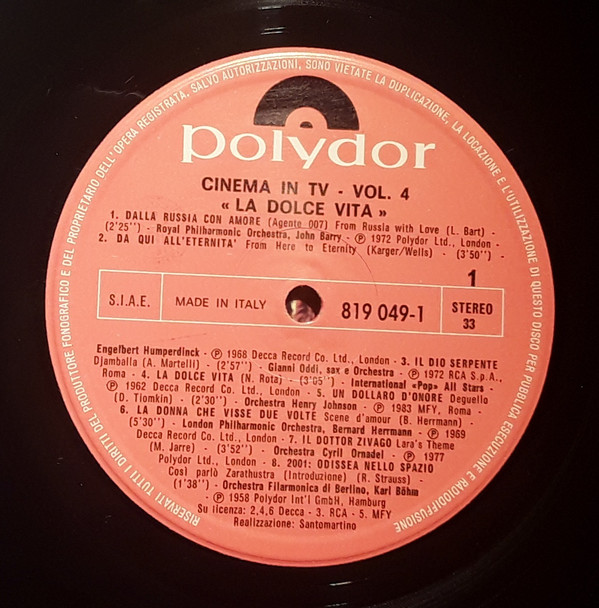 RISERVATI TUTTI I DIRITTI DEL PRODUTTORE FONOGRAFICO E DEL PROPRIETARIO DELL'OPERA REGISTRATA. SALVO AUTORIZZAZIONI, SONO VIETATE LA DUPLICAZIONE, LA LOCAZIONE E L'UTILIZZAZIONE DI QUESTO DISCO PER PUBBLICA ESECUZIONE E RADIODIFFUSIONE
polydor
CINEMA IN TV - VOL. 4
« LA DOLCE VITA »
1. DALLA RUSSIA CON AMORE (Agente 007) From Russia with Love (L. Bart) -
(2'25'') - Royal Philharmonic Orchestra, John Barry - ℗ 1972 Polydor Ltd., London -
2. DA QUI ALL'ETERNITA' From Here to Eternity (Karger/Wells) - (3'50'') -
1
S.I.A.E.
MADE IN ITALY
819 049-1
STEREO
33
Engelbert Humperdinck - ℗ 1968 Decca Record Co. Ltd., London - 3. IL DIO SERPENTE
Djamballa (A. Martelli) - (2'57'') - Gianni Oddi, sax e Orchestra - ℗ 1972 RCA S.p.A.,
Roma - 4. LA DOLCE VITA (N. Rota) - (3'05'') - International «Pop» All Stars -
℗ 1962 Decca Record Co. Ltd., London - 5. UN DOLLARO D'ONORE Deguello
(D. Tiomkin) - (2'30'') - Orchestra Henry Johnson - ℗ 1983 MFY, Roma -
6. LA DONNA CHE VISSE DUE VOLTE Scene d'amour (B. Herrmann) -
(5'30'') - London Philharmonic Orchestra, Bernard Herrmann - ℗ 1969
Decca Record Co. Ltd., London - 7. IL DOTTOR ZIVAGO Lara's Theme
(M. Jarre) - (3'52'') - Orchestra Cyril Ornadel - ℗ 1977
Polydor Ltd., London - 8. 2001: ODISSEA NELLO SPAZIO
Così parlò Zarathustra (Introduzione) (R. Strauss) -
(1'38'') - Orchestra Filarmonica di Berlino, Karl Böhm
- ℗ 1958 Polydor Int'l GmbH, Hamburg
Su licenza: 2,4,6 Decca - 3. RCA - 5. MFY
Realizzazione: Santomartino